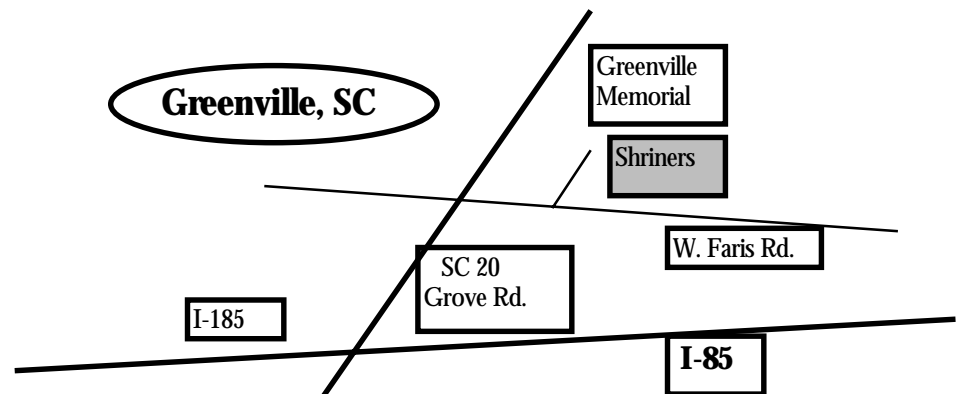 Greenville, SC
Greenville
Memorial
Shriners
W. Faris Rd.
SC 20
Grove Rd.
I-185
I-85